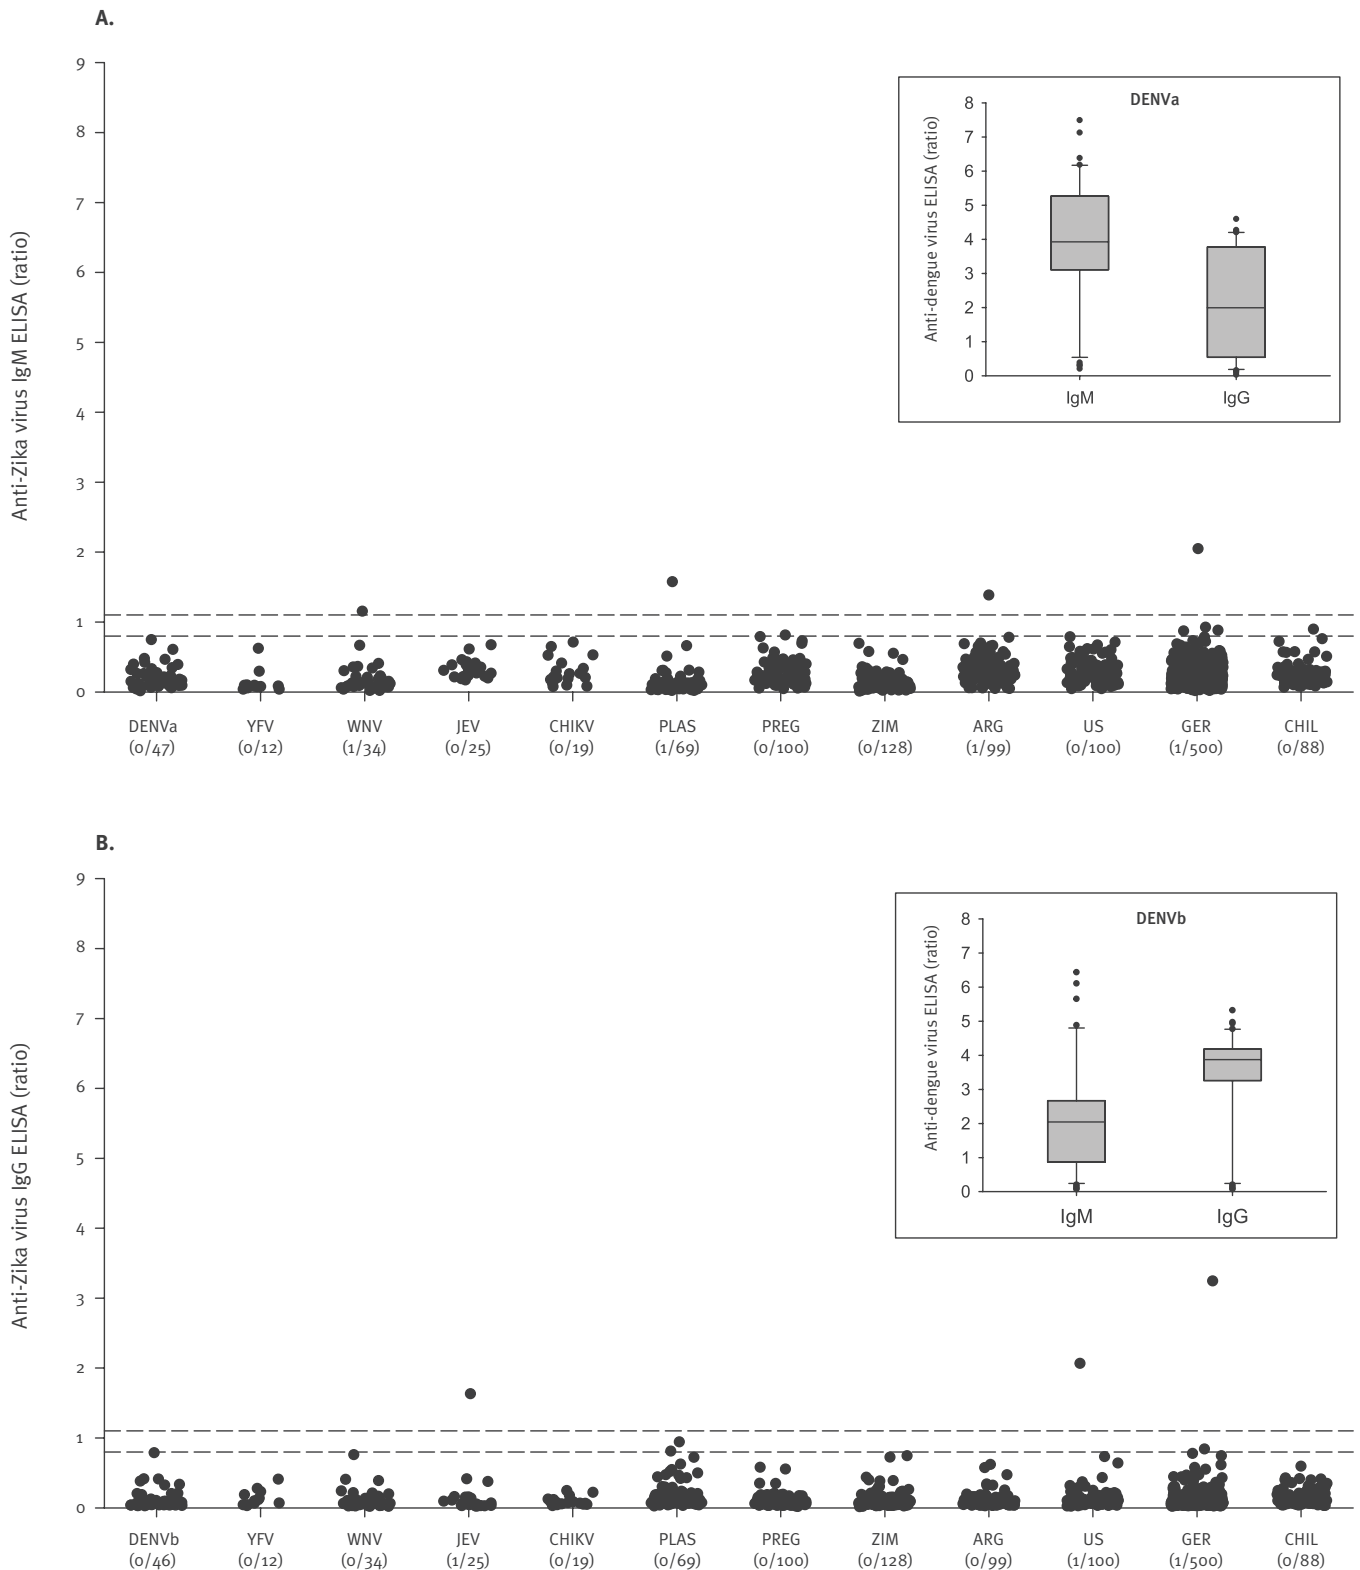 A.
Anti-Zika virus IgM ELISA (ratio)
9
8
7
6
5
4
3
2
1
0
DENVa
Anti-dengue virus ELISA (ratio)
8
7
6
5
4
3
2
1
0
IgM IgG
DENVa YFV WNV JEV CHIKV PLAS PREG ZIM ARG US GER CHIL
(0/47) (0/12) (1/34) (0/25) (0/19) (1/69) (0/100) (0/128) (1/99) (0/100) (1/500) (0/88)
B.
Anti-Zika virus IgG ELISA (ratio)
9
8
7
6
5
4
3
2
1
0
DENVb
Anti-dengue virus ELISA (ratio)
8
7
6
5
4
3
2
1
0
IgM IgG
DENVb YFV WNV JEV CHIKV PLAS PREG ZIM ARG US GER CHIL
(0/46) (0/12) (0/34) (1/25) (0/19) (0/69) (0/100) (0/128) (0/99) (1/100) (1/500) (0/88)